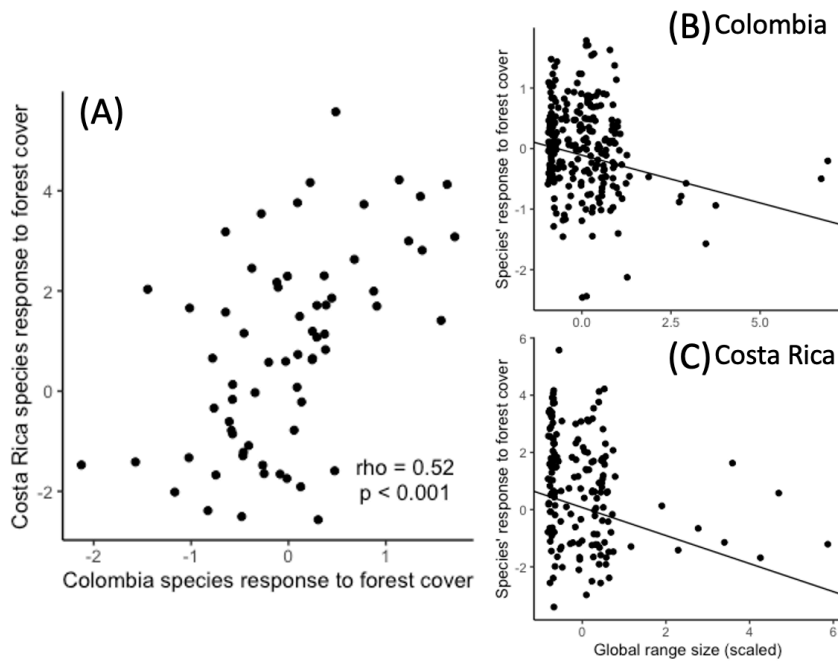 (A)
Costa Rica species response to forest cover
4
2
0
-2
rho = 0.52
p < 0.001
-2
-1
0
1
Colombia species response to forest cover
(B) Colombia
Species' response to forest cover
1
0
-1
-2
0.0
2.5
5.0
(C) Costa Rica
Species' response to forest cover
6
4
2
0
-2
0
2
4
6
Global range size (scaled)